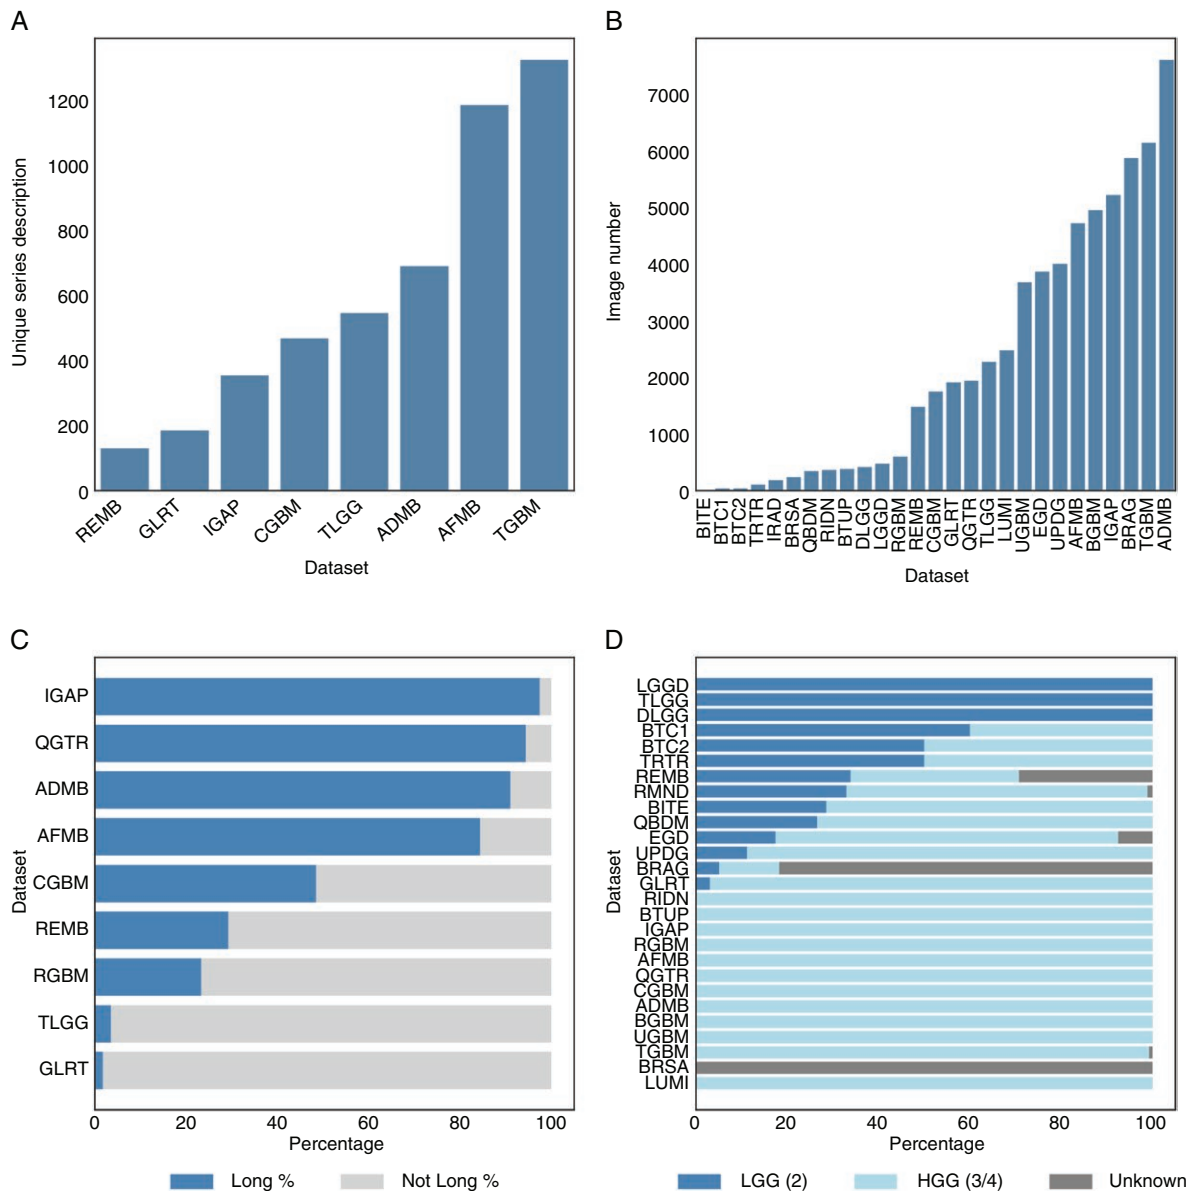 A
Unique series description
1200
1000
800
600
400
200
0
REMB
GLRT
IGAP
CGBM
TLGG
ADMB
AFMB
TGBM
Dataset
B
Image number
7000
6000
5000
4000
3000
2000
1000
0
BITE
BTC1
BTC2
TRTR
IRAD
BRSA
QBDM
RIDN
BTUP
DLGG
LGGD
RGBM
REMB
CGBM
GLRT
QGTR
TLGG
LUMI
UGBM
EGD
UPDG
AFMB
BGBM
IGAP
BRAG
TGBM
ADMB
Dataset
C
Dataset
IGAP
QGTR
ADMB
AFMB
CGBM
REMB
RGBM
TLGG
GLRT
0 20 40 60 80 100
Percentage
Long % Not Long %
D
Dataset
LGGD
TLGG
DLGG
BTC1
BTC2
TRTR
REMB
RMND
BITE
QBDM
EGD
UPDG
BRAG
GLRT
RIDN
BTUP
IGAP
RGBM
AFMB
QGTR
CGBM
ADMB
BGBM
UGBM
TGBM
BRSA
LUMI
0 20 40 60 80 100
Percentage
LGG (2) HGG (3/4) Unknown